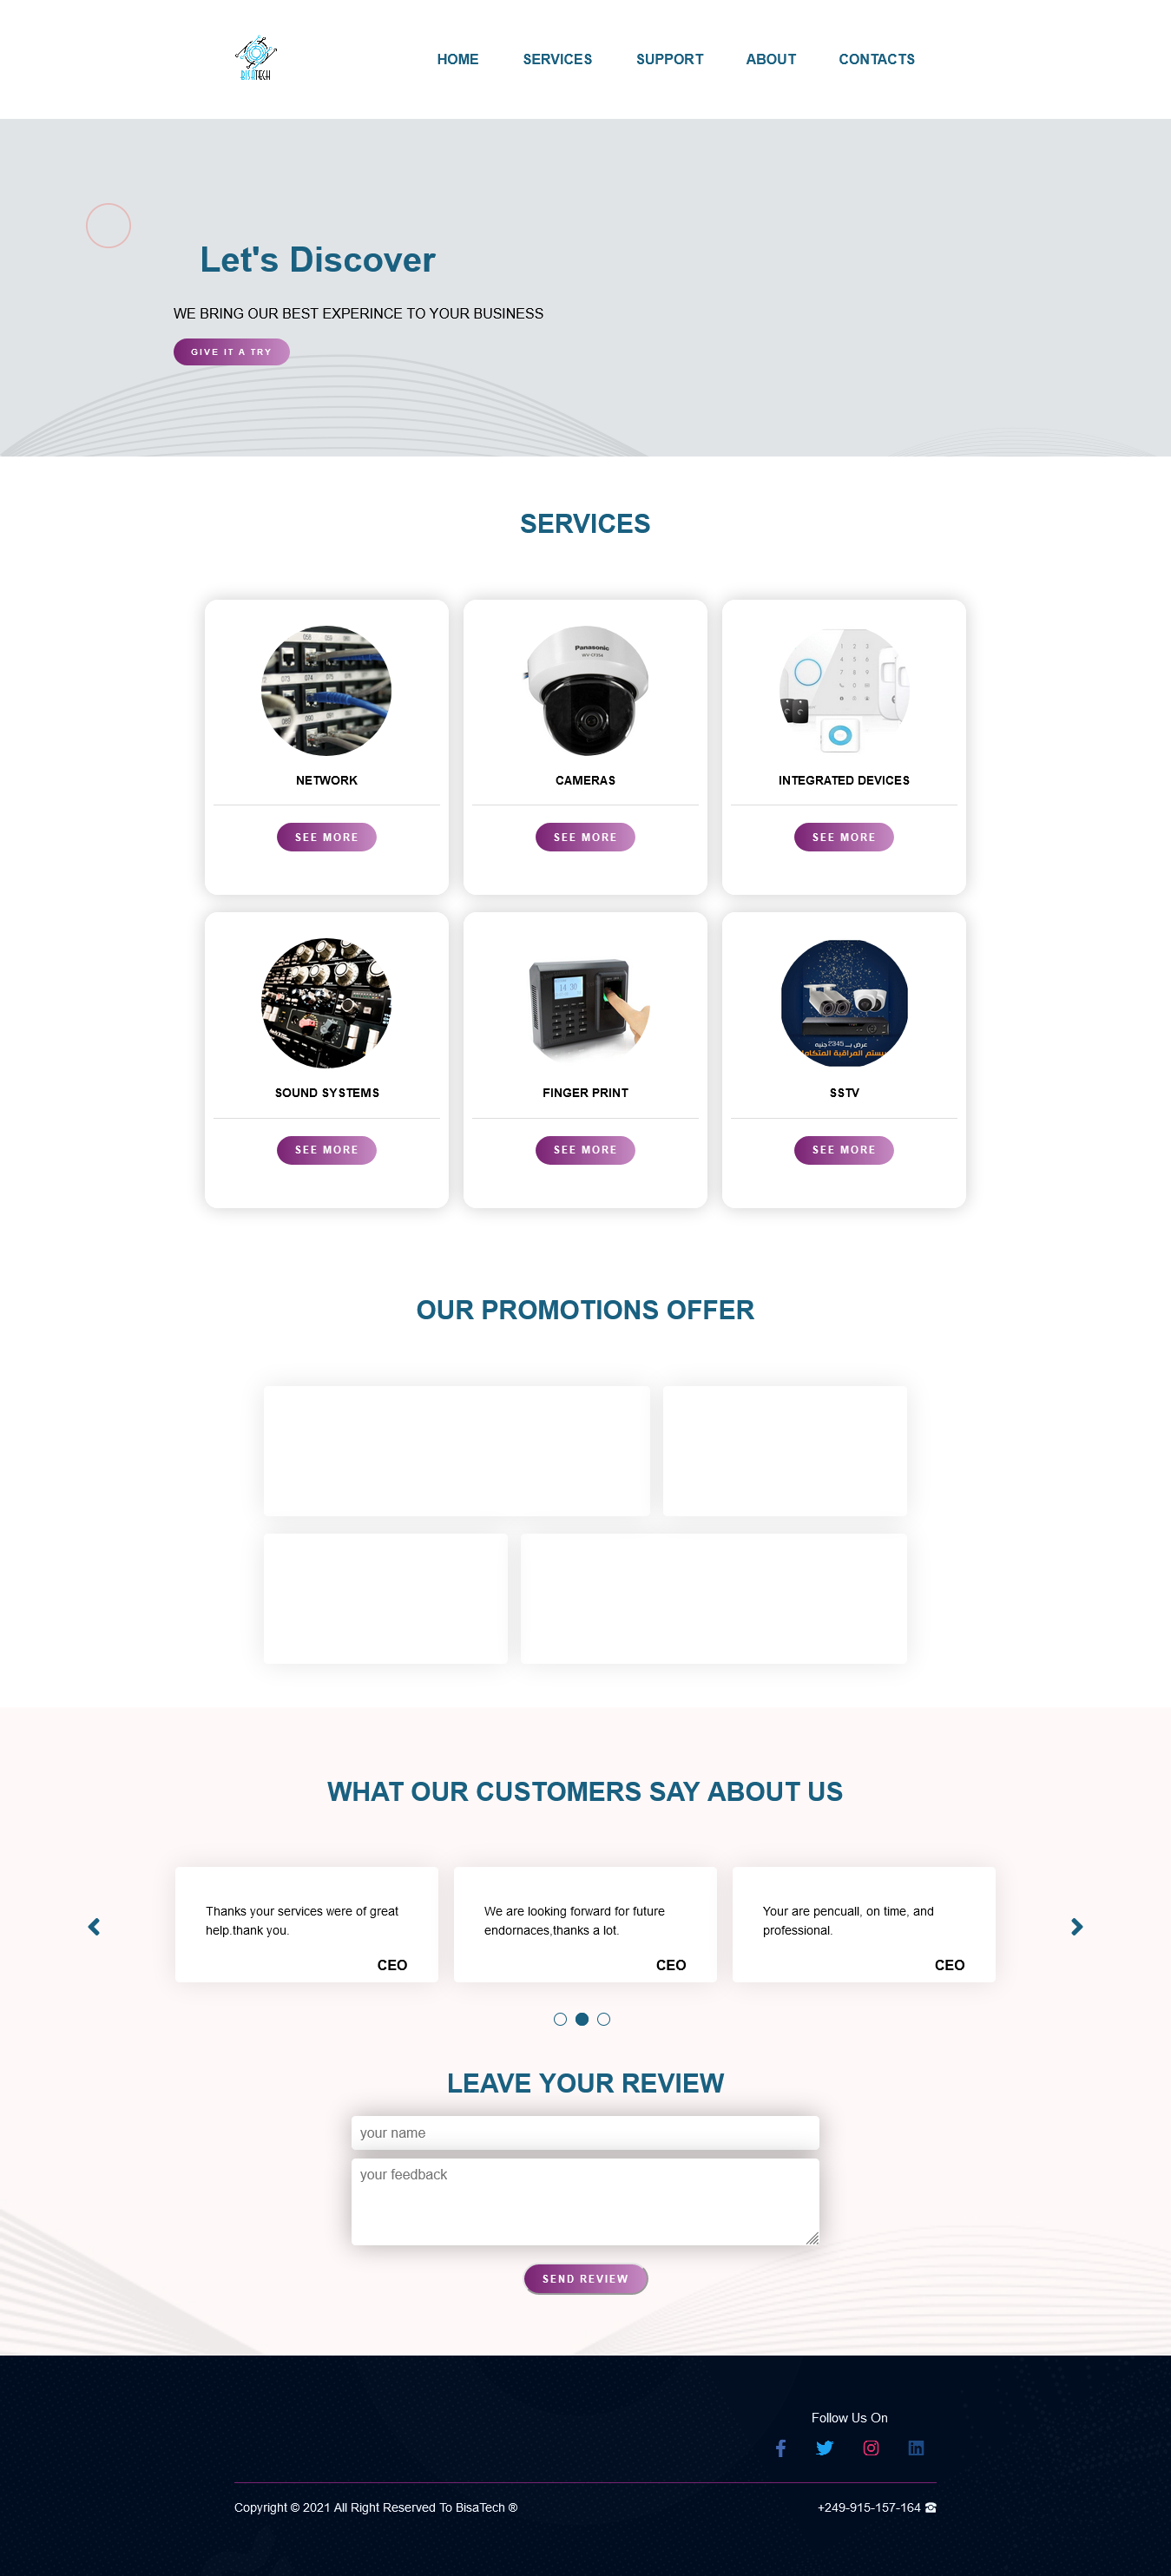 BISATECH
HOME
SERVICES
SUPPORT
ABOUT
CONTACTS
Let's Discover
WE BRING OUR BEST EXPERINCE TO YOUR BUSINESS
GIVE IT A TRY
SERVICES
Panasonic
NETWORK
CAMERAS
INTEGRATED DEVICES
SEE MORE
SEE MORE
SEE MORE
عرض بـ 2345 جنيه
SOUND SYSTEMS
FINGER PRINT
SSTV
SEE MORE
SEE MORE
SEE MORE
OUR PROMOTIONS OFFER
WHAT OUR CUSTOMERS SAY ABOUT US
Thanks your services were of great
help.thank you.
CEO
We are looking forward for future
endornaces,thanks a lot.
CEO
Your are pencuall, on time, and
professional.
CEO
LEAVE YOUR REVIEW
your name
your feedback
SEND REVIEW
Follow Us On
Copyright © 2021 All Right Reserved To BisaTech ®
+249-915-157-164